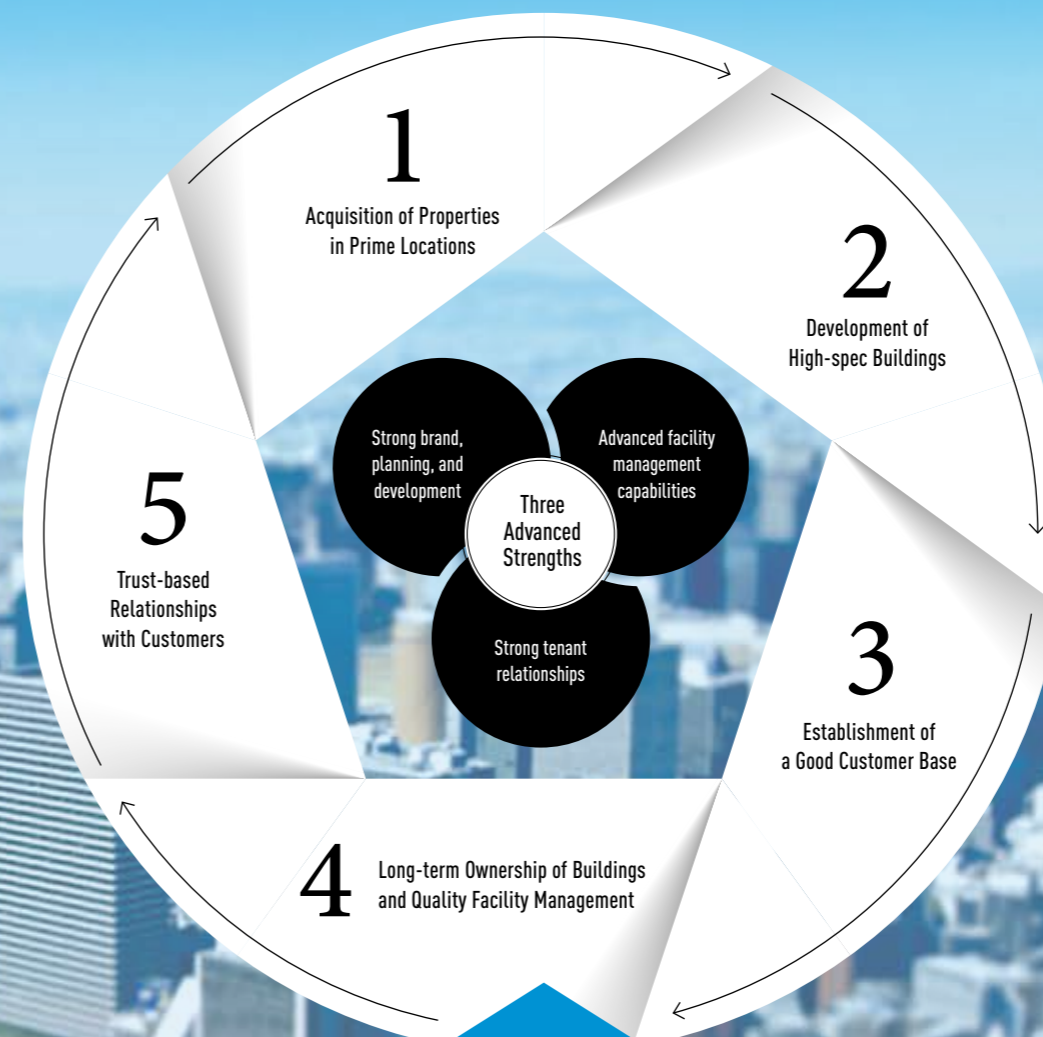 1
Acquisition of Properties
in Prime Locations
2
Development of
High-spec Buildings
3
Establishment of
a Good Customer Base
4
Long-term Ownership of Buildings
and Quality Facility Management
5
Trust-based
Relationships
with Customers
Strong brand,
planning, and
development
Advanced facility
management
capabilities
Three
Advanced
Strengths
Strong tenant
relationships